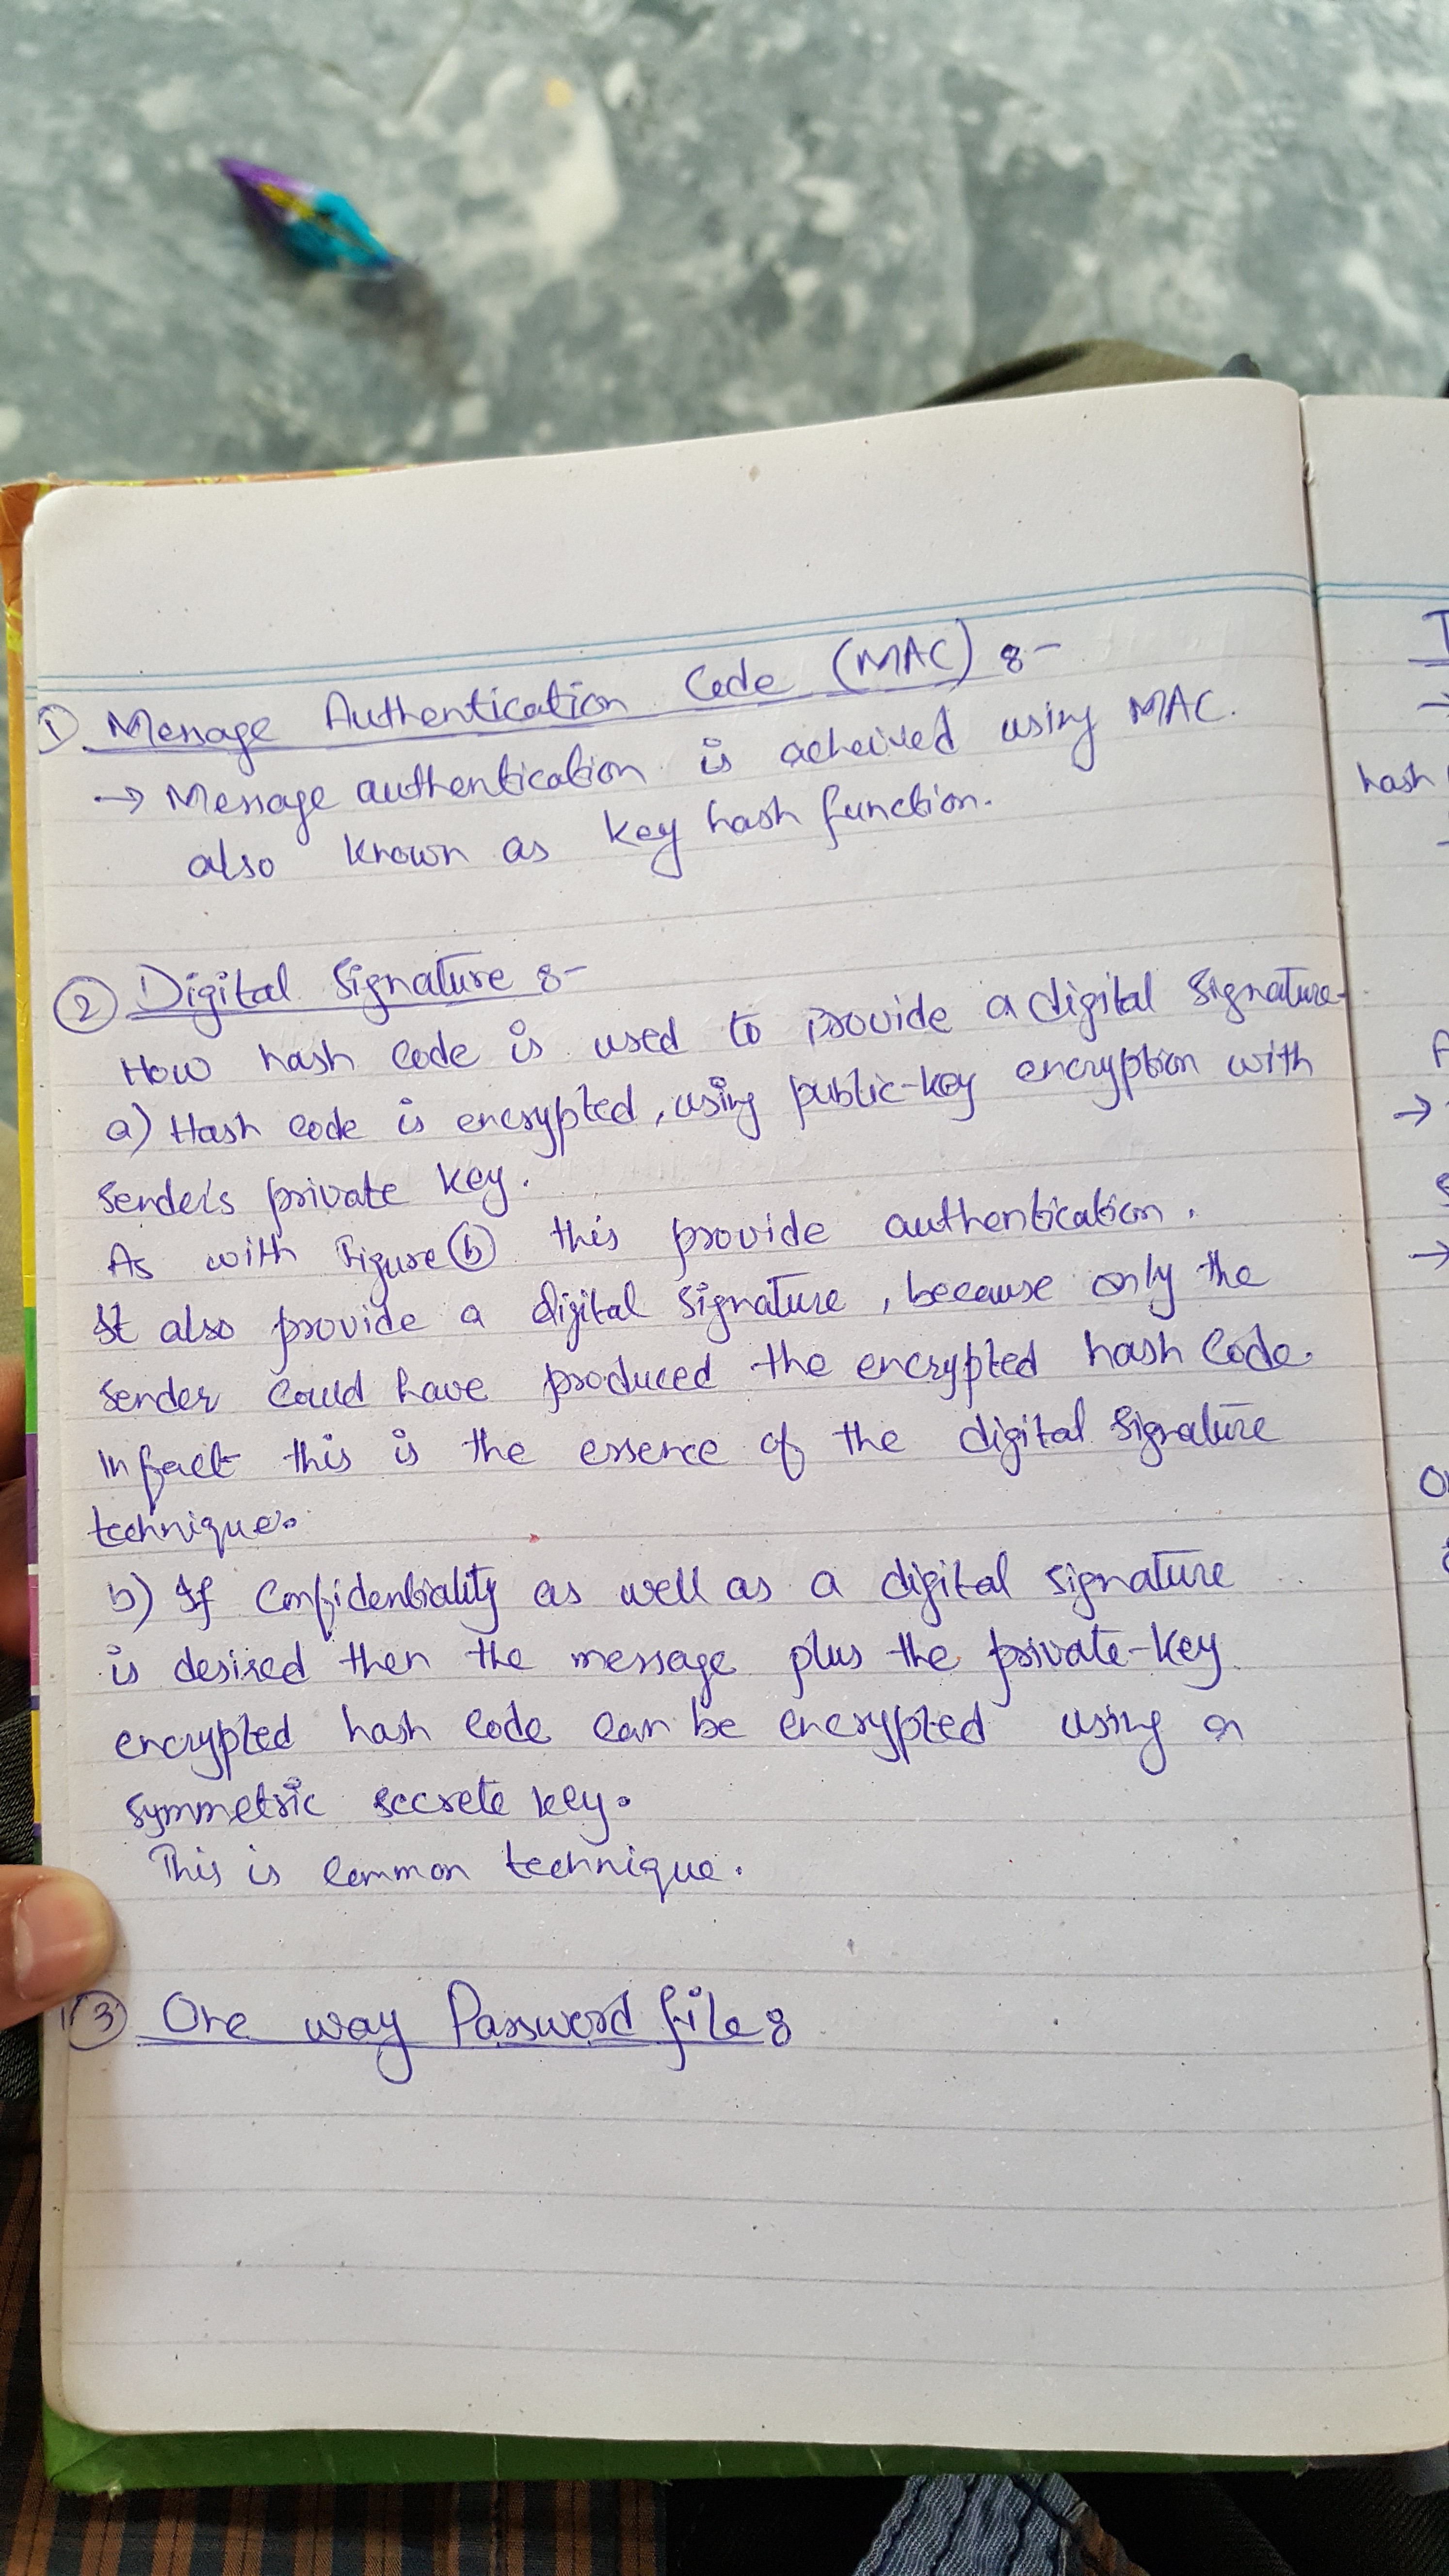 ① Message Authentication Code (MAC) :-
→ Message authentication is acheived using MAC.
also known as key hash function.
② Digital Signature :-
How hash code is used to provide a digital signature.
a) Hash code is encrypted, using public-key encryption with
sender's private key.
As with Figure (b) this provide authentication.
It also provide a digital signature, because only the
sender could have produced the encrypted hash code.
In fact this is the essence of the digital signature
technique.
b) If Confidentiality as well as a digital signature
is desired then the message plus the private-key
encrypted hash code can be encrypted using a
symmetric secrete key.
This is common technique.
③ One way Password file :
hash